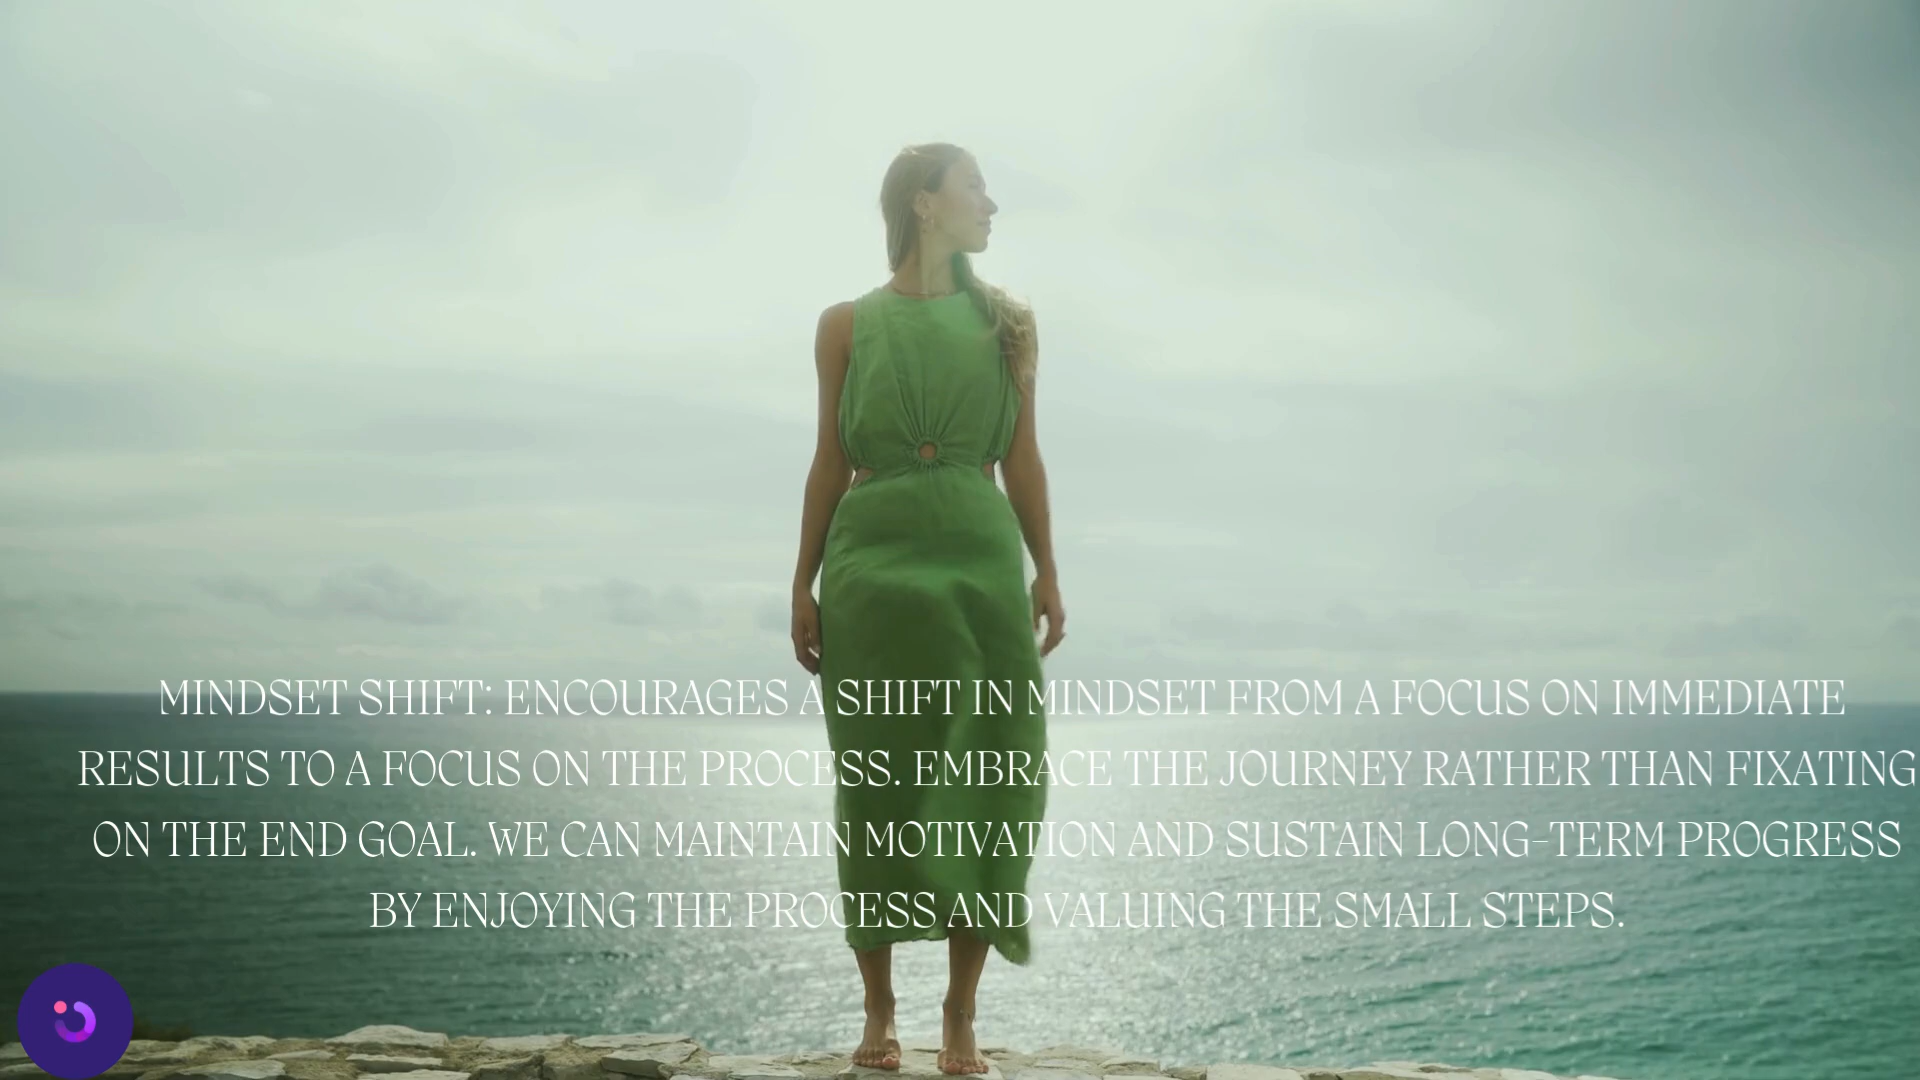 MINDSET SHIFT: ENCOURAGES A SHIFT IN MINDSET FROM A FOCUS ON IMMEDIATE
RESULTS TO A FOCUS ON THE PROCESS. EMBRACE THE JOURNEY RATHER THAN FIXATING
ON THE END GOAL. WE CAN MAINTAIN MOTIVATION AND SUSTAIN LONG-TERM PROGRESS
BY ENJOYING THE PROCESS AND VALUING THE SMALL STEPS.